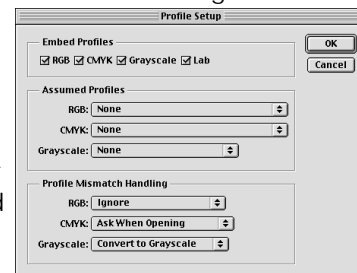 Profile Setup
Embed Profiles
RGB CMYK Grayscale Lab
OK
Cancel
Assumed Profiles
RGB: None
CMYK: None
Grayscale: None
Profile Mismatch Handling
RGB: Ignore
CMYK: Ask When Opening
Grayscale: Convert to Grayscale